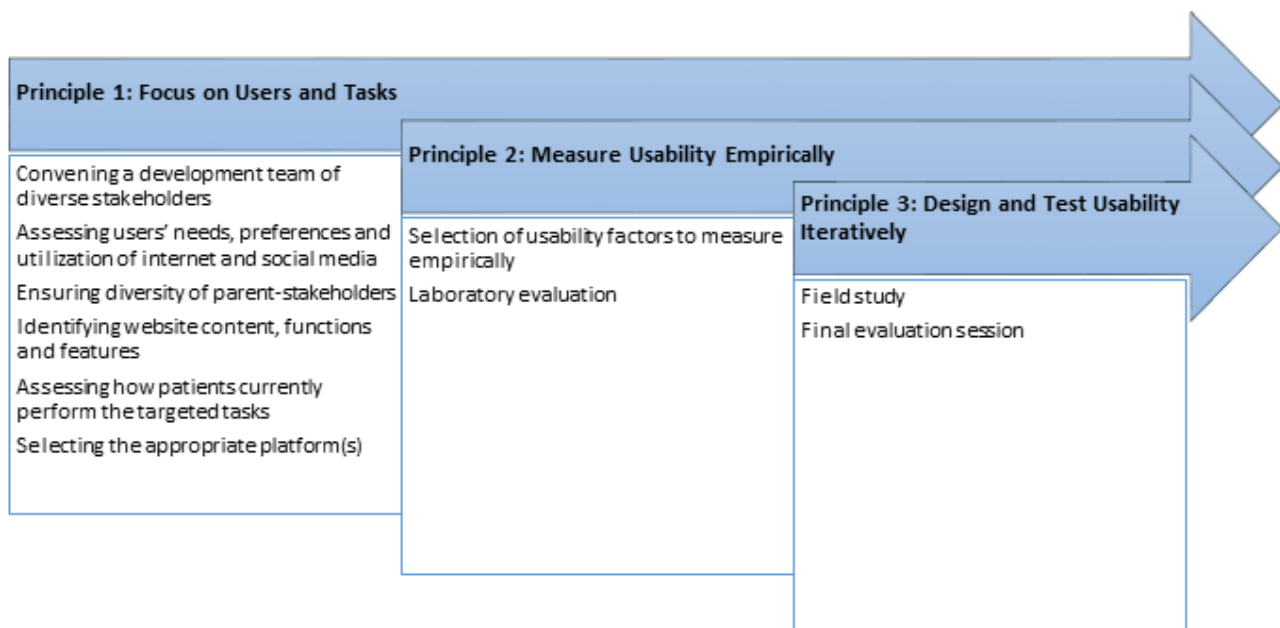 Principle 1: Focus on Users and Tasks
Convening a development team of
diverse stakeholders
Assessing users' needs, preferences and
utilization of internet and social media
Ensuring diversity of parent-stakeholders
Identifying website content, functions
and features
Assessing how patients currently
perform the targeted tasks
Selecting the appropriate platform(s)
Principle 2: Measure Usability Empirically
Selection of usability factors to measure
empirically
Laboratory evaluation
Principle 3: Design and Test Usability
Iteratively
Field study
Final evaluation session